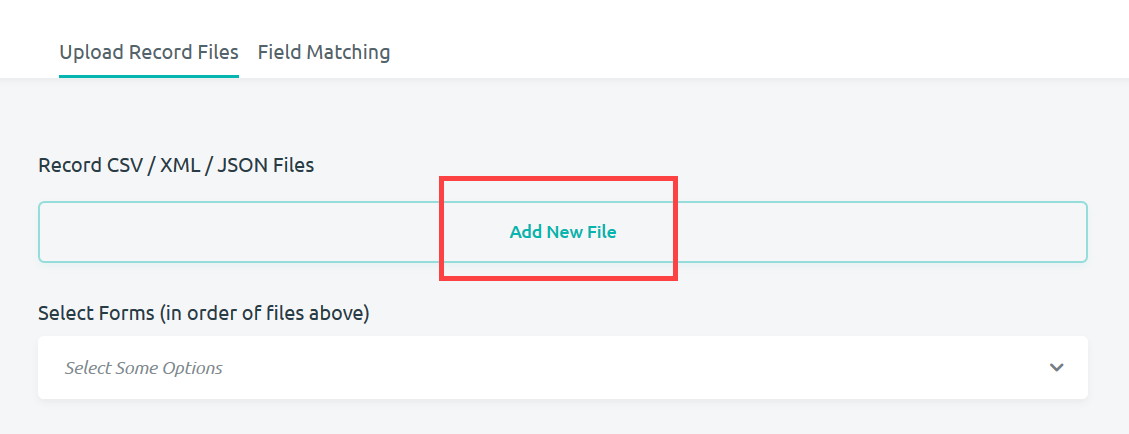 Upload Record Files Field Matching
Record CSV / XML / JSON Files
Add New File
Select Forms (in order of files above)
Select Some Options